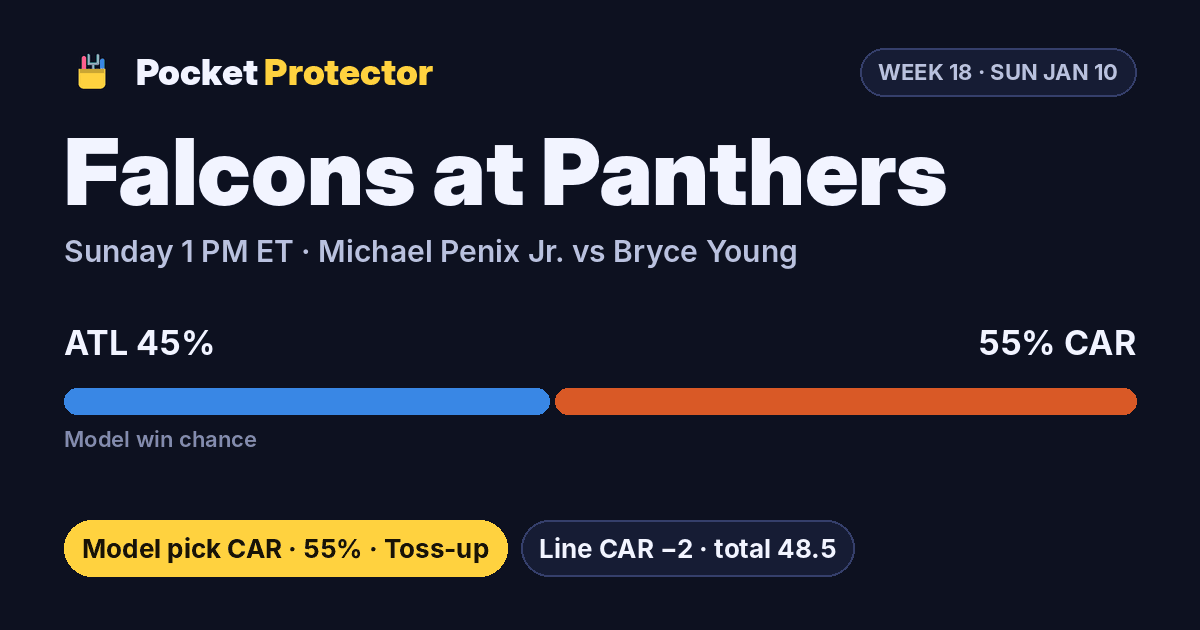 Pocket Protector
WEEK 18 · SUN JAN 10
Falcons at Panthers
Sunday 1 PM ET · Michael Penix Jr. vs Bryce Young
ATL 45%
55% CAR
Model win chance
Model pick CAR · 55% · Toss-up
Line CAR −2 · total 48.5